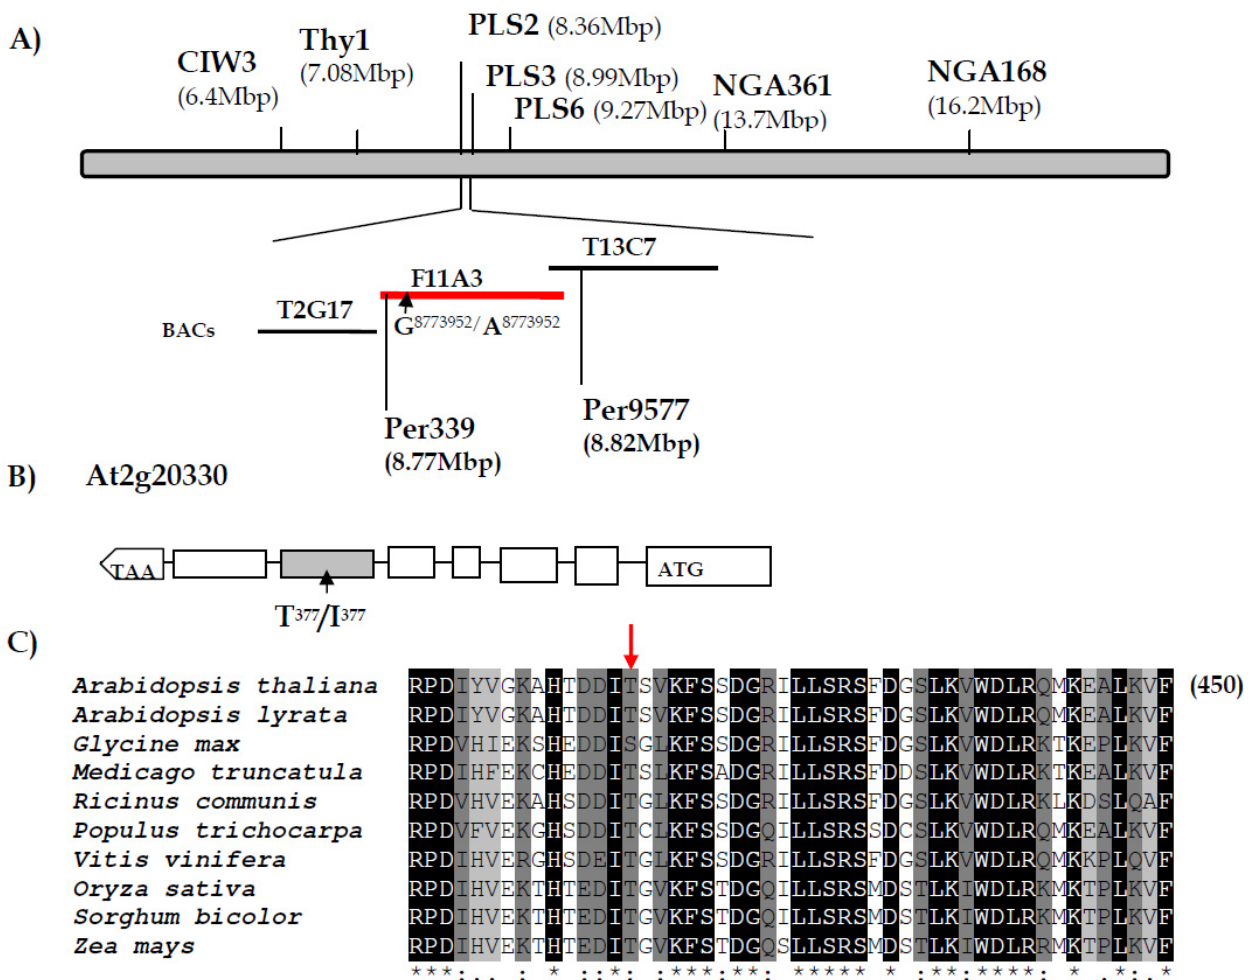 A)
CIW3
(6.4Mbp)
Thy1
(7.08Mbp)
PLS2 (8.36Mbp)
PLS3 (8.99Mbp)
PLS6 (9.27Mbp)
NGA361
(13.7Mbp)
NGA168
(16.2Mbp)
T13C7
F11A3
T2G17
BACs
G8773952/A8773952
Per339
(8.77Mbp)
Per9577
(8.82Mbp)
B) At2g20330
TAA ATG
T377/I377
C)
Arabidopsis thaliana RPDIYVGKAHTDDITSVKFSSDGRILLSRSFDGSLKVWDLRQMKEALKVF (450)
Arabidopsis lyrata RPDIYVGKAHTDDITSVKFSSDGRILLSRSFDGSLKVWDLRQMKEALKVF
Glycine max RPDVHIEKSHEDDISGLKFSSDGRILLSRSFDGSLKVWDLRKTKEPLKVF
Medicago truncatula RPDIHFEKCHEDDITSLKFSADGRILLSRSFDDSLKVWDLRKTKEALKVF
Ricinus communis RPDVHVEKAHSDDITGLKFSSDGRILLSRSFDGSLKVWDLRKLKDSLQAF
Populus trichocarpa RPDVFVEKGHSDDITCLKFSSDGQILLSRSSDCSLKVWDLRQMKEALKVF
Vitis vinifera RPDIHVERGHSDEITGLKFSSDGRILLSRSFDGSLKVWDLRQMKKPLQVF
Oryza sativa RPDIHVEKTHTEDITGVKFSTDGQILLSRSMDSTLKIWDLRKMKTPLKVF
Sorghum bicolor RPDIHVEKTHTEDITGVKFSTDGQILLSRSMDSTLKIWDLRKMKTPLKVF
Zea mays RPDIHVEKTHTEDITGVKFSTDGQSLLSRSMDSTLKIWDLRRMKTPLKVF
***:.. : * ::*: :***:**: ***** * :**:****: * .*:.*